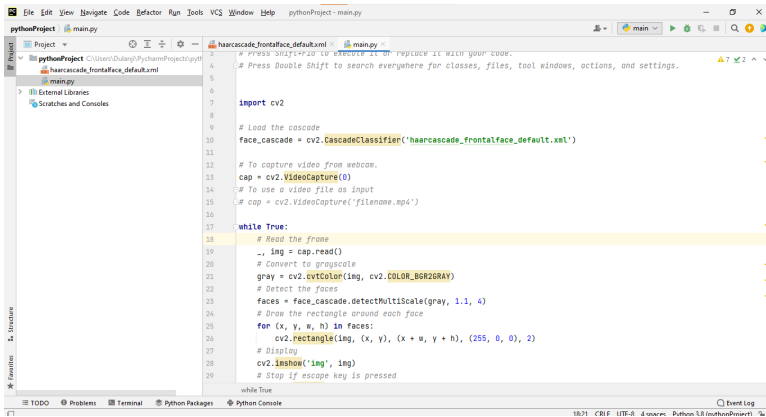 File Edit View Navigate Code Refactor Run Tools VCS Window Help pythonProject - main.py
pythonProject main.py
main
Project
haarcascade_frontalface_default.xml
main.py
Project
pythonProject C:\Users\Dulanji\PycharmProjects\pyth
haarcascade_frontalface_default.xml
main.py
External Libraries
Scratches and Consoles
Structure
Favorites
7 2
3 # Press Shift+F10 to execute it or replace it with your code.
4 # Press Double Shift to search everywhere for classes, files, tool windows, actions, and settings.
5
6
7 import cv2
8
9 # Load the cascade
10 face_cascade = cv2.CascadeClassifier('haarcascade_frontalface_default.xml')
11
12 # To capture video from webcam.
13 cap = cv2.VideoCapture(0)
14 # To use a video file as input
15 # cap = cv2.VideoCapture('filename.mp4')
16
17 while True:
18 # Read the frame
19 _, img = cap.read()
20 # Convert to grayscale
21 gray = cv2.cvtColor(img, cv2.COLOR_BGR2GRAY)
22 # Detect the faces
23 faces = face_cascade.detectMultiScale(gray, 1.1, 4)
24 # Draw the rectangle around each face
25 for (x, y, w, h) in faces:
26 cv2.rectangle(img, (x, y), (x + w, y + h), (255, 0, 0), 2)
27 # Display
28 cv2.imshow('img', img)
29 # Stop if escape key is pressed
while True
TODO Problems Terminal Python Packages Python Console Event Log
18:21 CRLF UTF-8 4 spaces Python 3.8 (pythonProject)